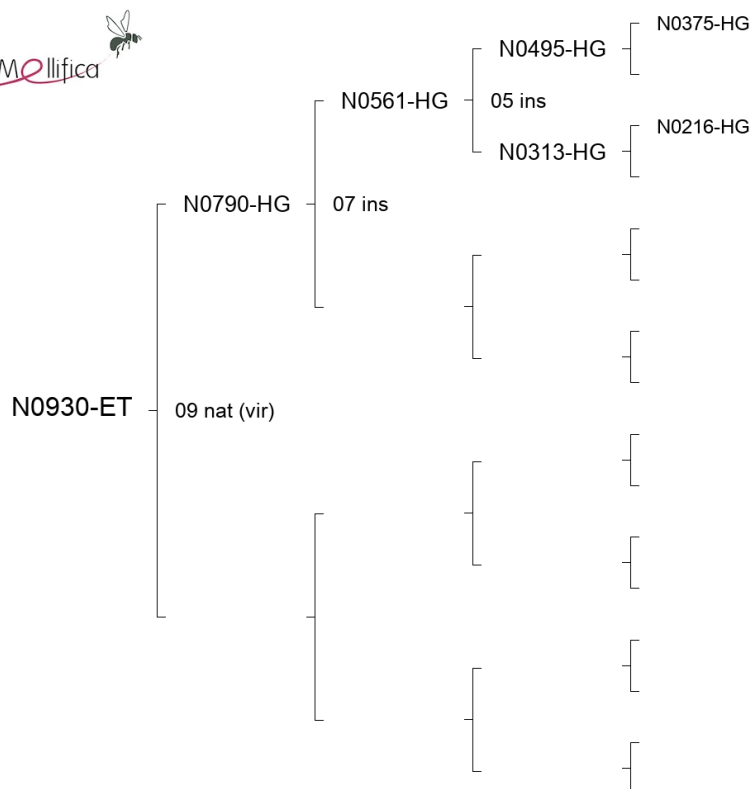 Mellifica
N0375-HG
N0495-HG
N0561-HG
05 ins
N0313-HG
N0216-HG
N0790-HG
07 ins
N0930-ET
09 nat (vir)